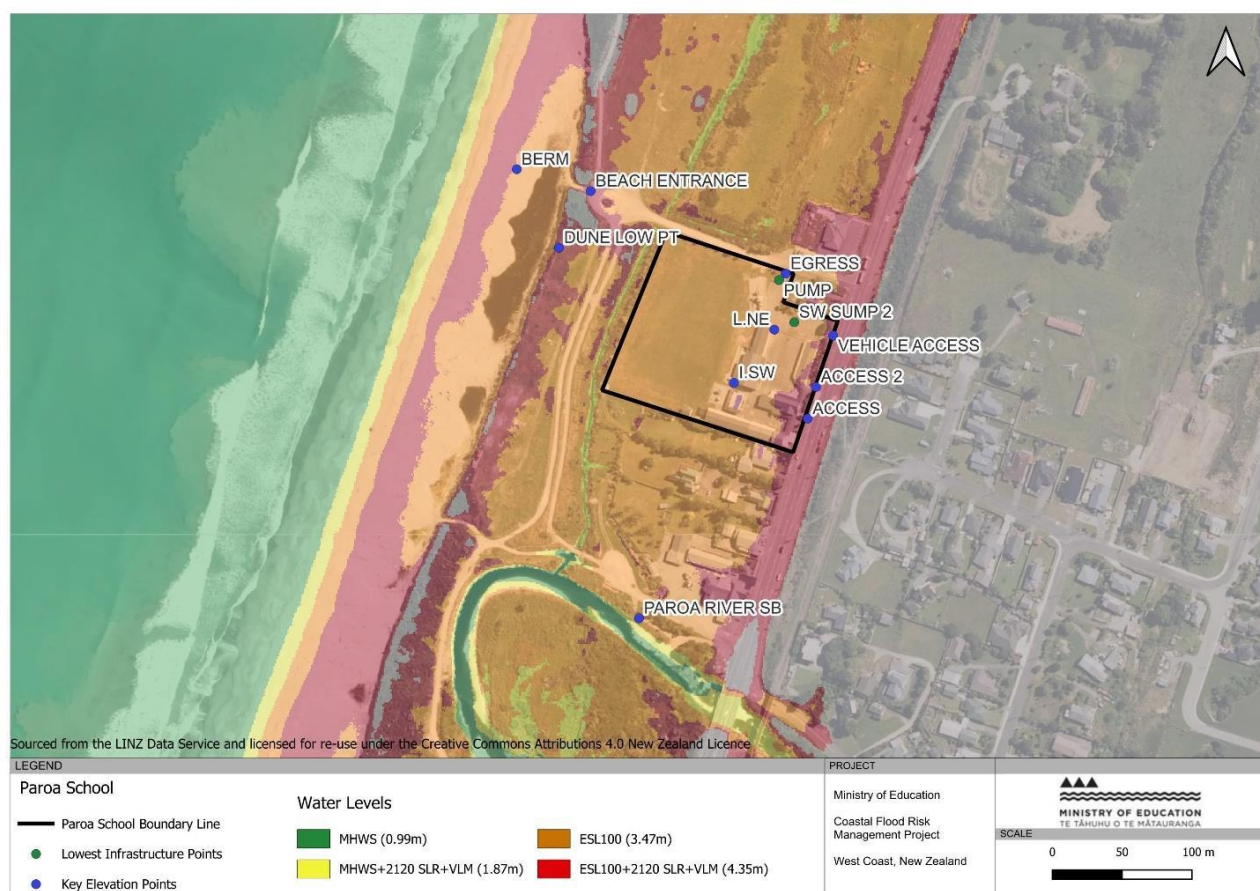 BERM
BEACH ENTRANCE
DUNE LOW PT
EGRESS
PUMP
SW SUMP 2
L.NE
VEHICLE ACCESS
I.SW
ACCESS 2
ACCESS
PAROA RIVER SB
Sourced from the LINZ Data Service and licensed for re-use under the Creative Commons Attributions 4.0 New Zealand Licence
LEGEND
Paroa School
Paroa School Boundary Line
Lowest Infrastructure Points
Key Elevation Points
Water Levels
MHWS (0.99m)
MHWS+2120 SLR+VLM (1.87m)
ESL100 (3.47m)
ESL100+2120 SLR+VLM (4.35m)
PROJECT
Ministry of Education
Coastal Flood Risk
Management Project
West Coast, New Zealand
MINISTRY OF EDUCATION
TE TĀHUHU O TE MĀTAURANGA
SCALE
0 50 100 m